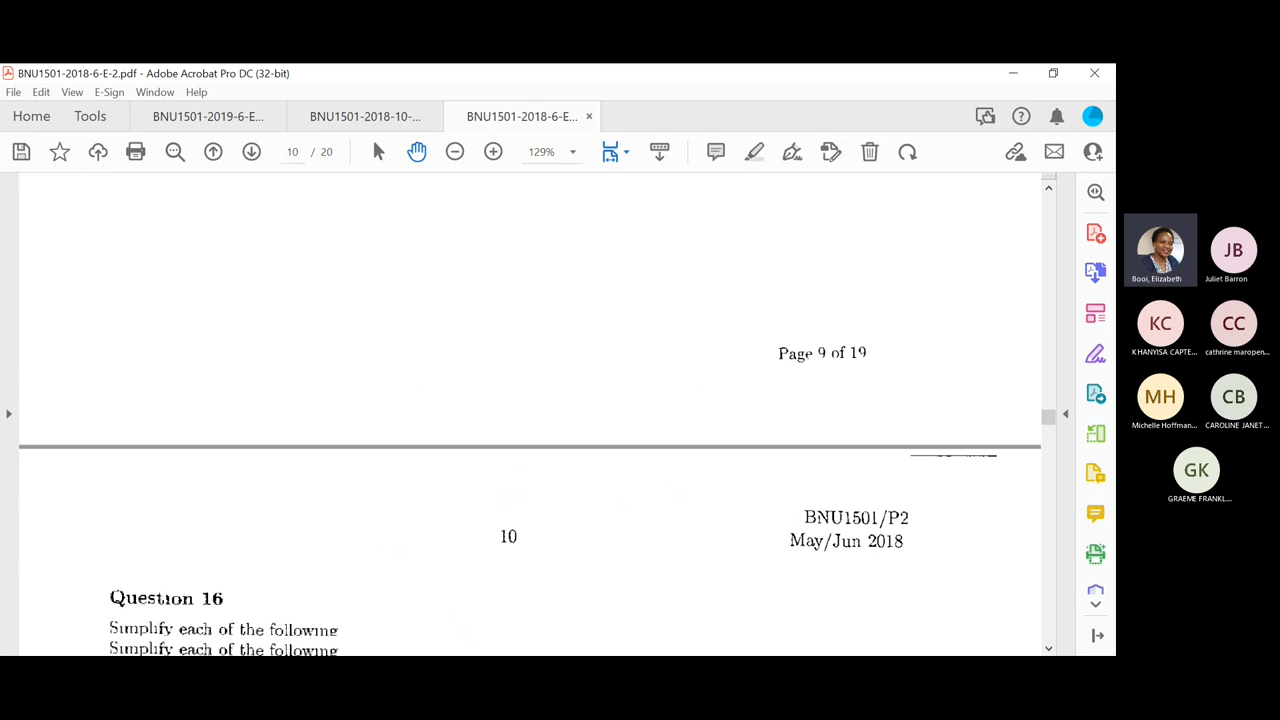 BNU1501-2018-6-E-2.pdf - Adobe Acrobat Pro DC (32-bit)
File Edit View E-Sign Window Help
Home Tools BNU1501-2019-6-E... BNU1501-2018-10-... BNU1501-2018-6-E... ×
10 / 20 129%
Page 9 of 19
BNU1501/P2
10
May/Jun 2018
Question 16
Simplify each of the following
Simplify each of the following
Booi, Elizabeth
JB
Juliet Barron
KC
KHANYISA CAPTE...
CC
cathrine maropen...
MH
Michelle Hoffman...
CB
CAROLINE JANET...
GK
GRAEME FRANKL...